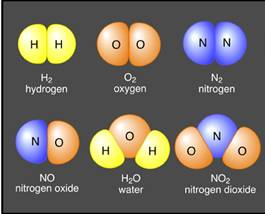 H H
O O
N N
H2
hydrogen
O2
oxygen
N2
nitrogen
N O
H O H
O N O
NO
nitrogen oxide
H2O
water
NO2
nitrogen dioxide